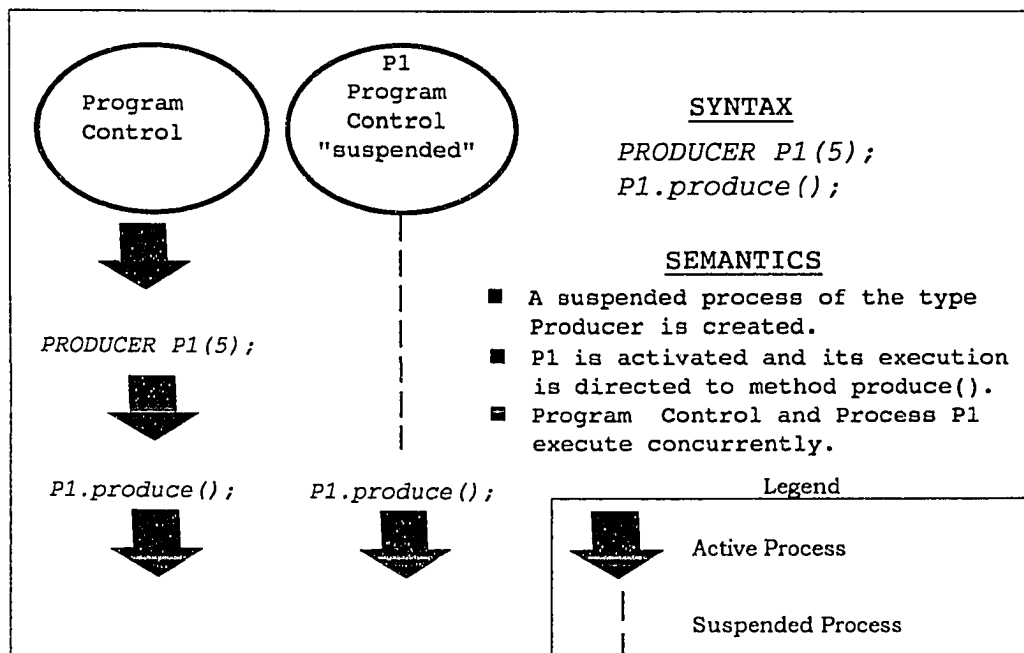 Program
Control
P1
Program
Control
"suspended"
SYNTAX
PRODUCER P1(5);
P1.produce();
SEMANTICS
■ A suspended process of the type
Producer is created.
■ P1 is activated and its execution
is directed to method produce().
■ Program Control and Process P1
execute concurrently.
PRODUCER P1(5);
P1.produce();
P1.produce();
Legend
Active Process
Suspended Process